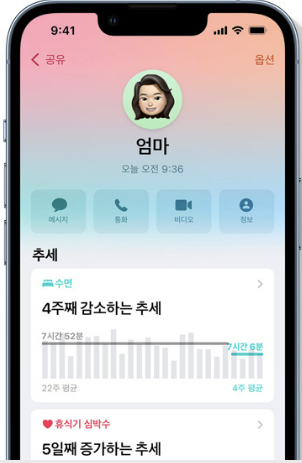 9:41
공유
옵션
엄마
오늘 오전 9:36
메시지
통화
비디오
정보
추세
수면
4주째 감소하는 추세
7시간 52분
7시간 6분
22주 평균
4주 평균
휴식기 심박수
5일째 증가하는 추세